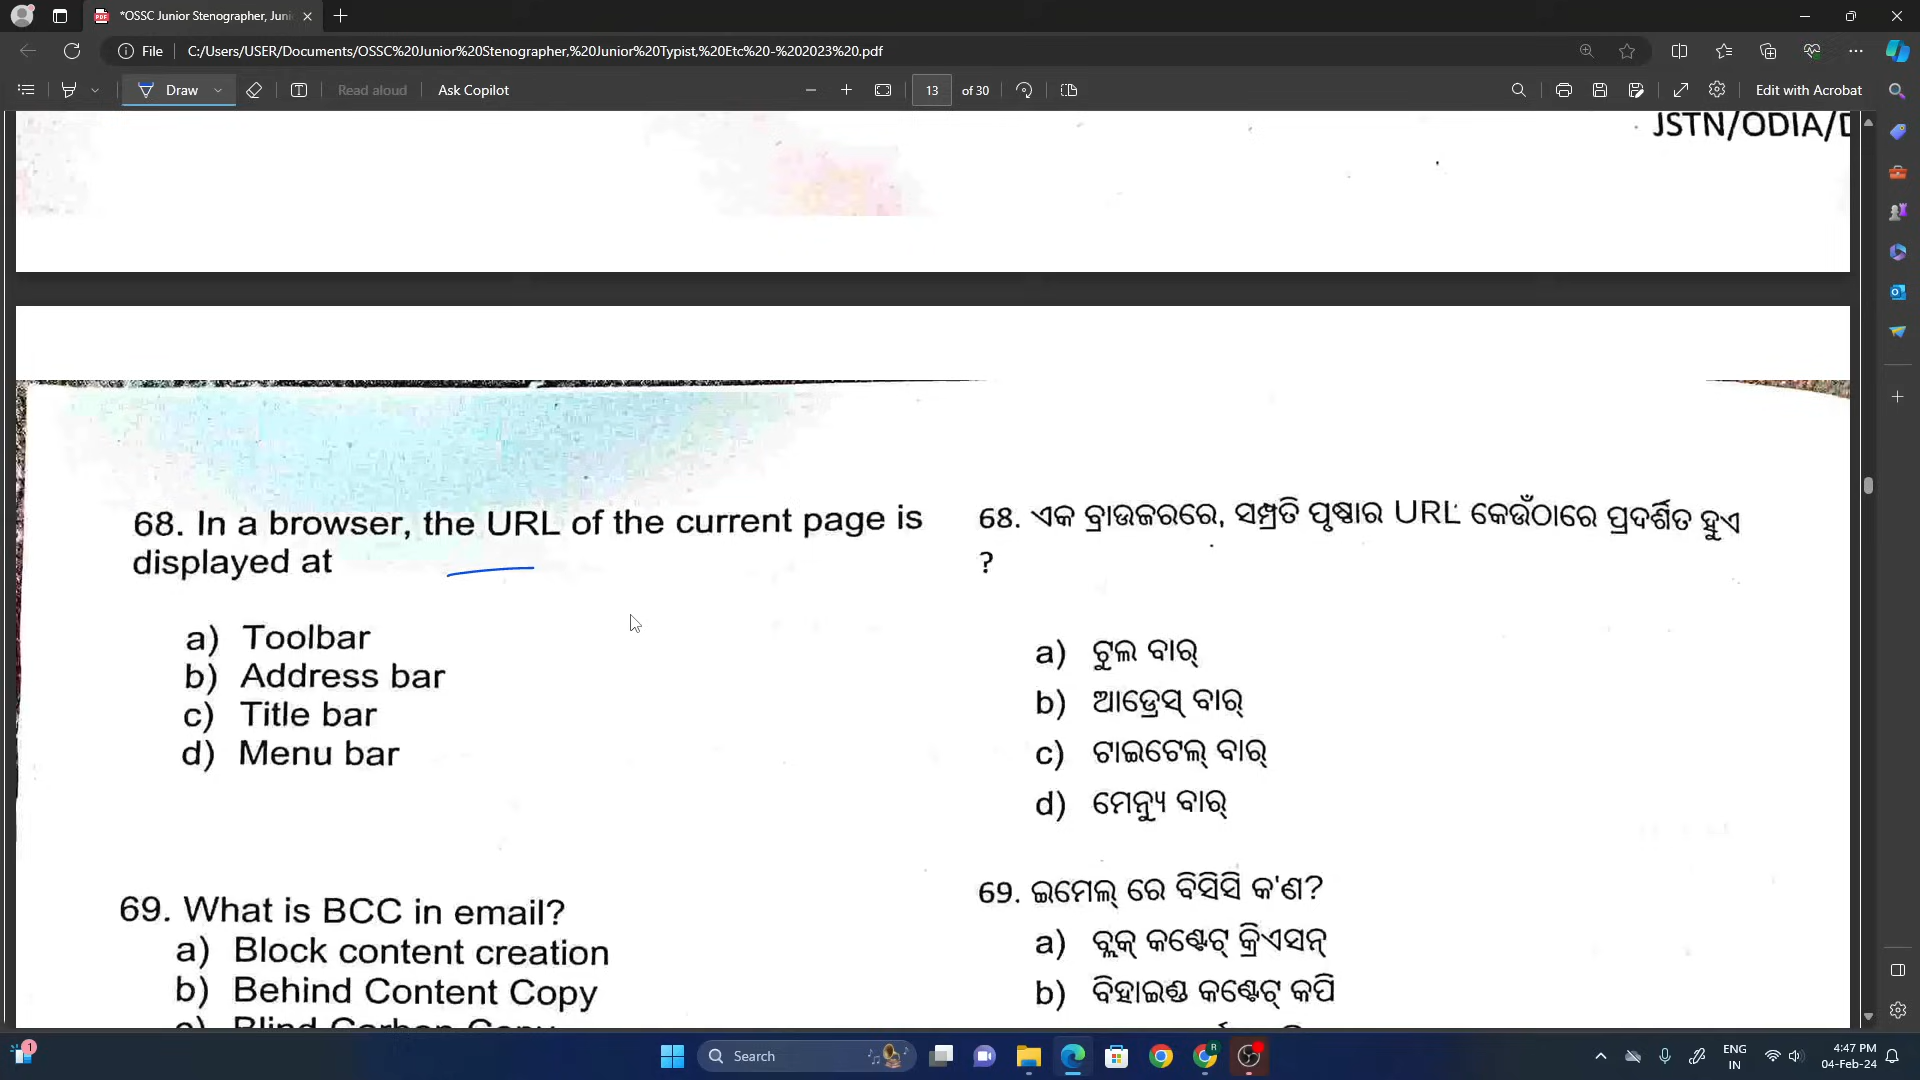 *OSSC Junior Stenographer, Juni
File
C:/Users/USER/Documents/OSSC%20Junior%20Stenographer,%20Junior%20Typist,%20Etc%20-%202023%20.pdf
Draw
Read aloud
Ask Copilot
13
of 30
Edit with Acrobat
JSTN/ODIA/
68. In a browser, the URL of the current page is
displayed at
a) Toolbar
b) Address bar
c) Title bar
d) Menu bar
69. What is BCC in email?
a) Block content creation
b) Behind Content Copy
c) Blind Carbon Copy
68. ଏକ ବ୍ରାଉଜରରେ, ସମ୍ପ୍ରତି ପୃଷ୍ଠାର URL କେଉଁଠାରେ ପ୍ରଦର୍ଶିତ ହୁଏ
?
a) ଟୁଲ ବାର୍
b) ଆଡ୍ରେସ୍ ବାର୍
c) ଟାଇଟେଲ୍ ବାର୍
d) ମେନ୍ୟୁ ବାର୍
69. ଇମେଲ୍ ରେ ବିସିସି କ'ଣ?
a) ବ୍ଲକ୍ କଣ୍ଟେଟ୍ କ୍ରିଏସନ୍
b) ବିହାଇଣ୍ଡ କଣ୍ଟେଟ୍ କପି
1
Search
R
ENG
IN
4:47 PM
04-Feb-24